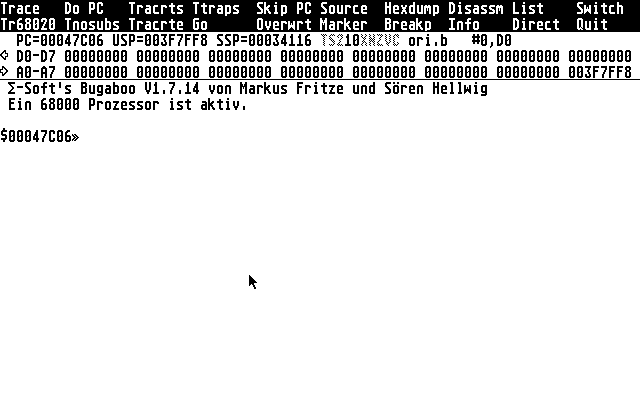 Trace Do PC Tracrts Ttraps Skip PC Source Hexdump Disassm List Switch
Tr68020 Tnosubs Tracrte Go Overwrt Marker Breakp Info Direct Quit
PC=00047C06 USP=003F7FF8 SSP=00034116 TS210XNZVC ori.b #0,D0
D0-D7 00000000 00000000 00000000 00000000 00000000 00000000 00000000 00000000
A0-A7 00000000 00000000 00000000 00000000 00000000 00000000 00000000 003F7FF8
Σ-Soft's Bugaboo V1.7.14 von Markus Fritze und Sören Hellwig
Ein 68000 Prozessor ist aktiv.
$00047C06»